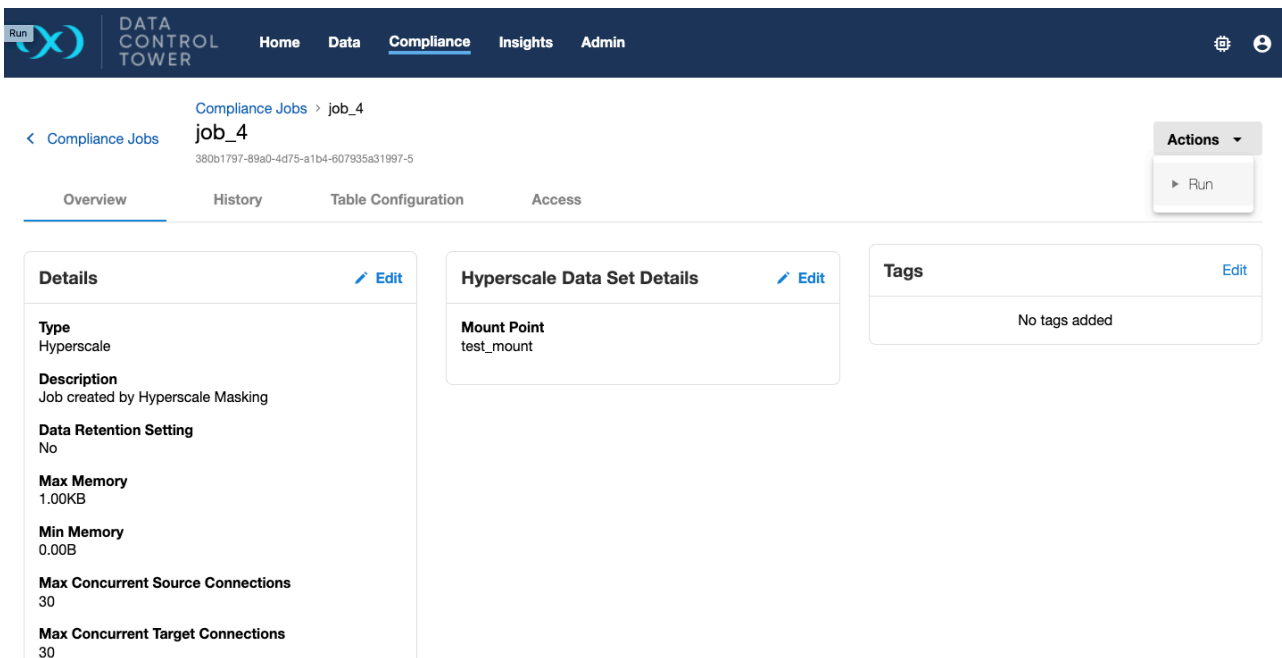 Run
DATA
CONTROL
TOWER
Home Data Compliance Insights Admin
Compliance Jobs > job_4
Compliance Jobs
job_4
380b1797-89a0-4d75-a1b4-607935a31997-5
Actions
Run
Overview History Table Configuration Access
Details Edit
Type
Hyperscale
Description
Job created by Hyperscale Masking
Data Retention Setting
No
Max Memory
1.00KB
Min Memory
0.00B
Max Concurrent Source Connections
30
Max Concurrent Target Connections
30
Hyperscale Data Set Details Edit
Mount Point
test_mount
Tags Edit
No tags added